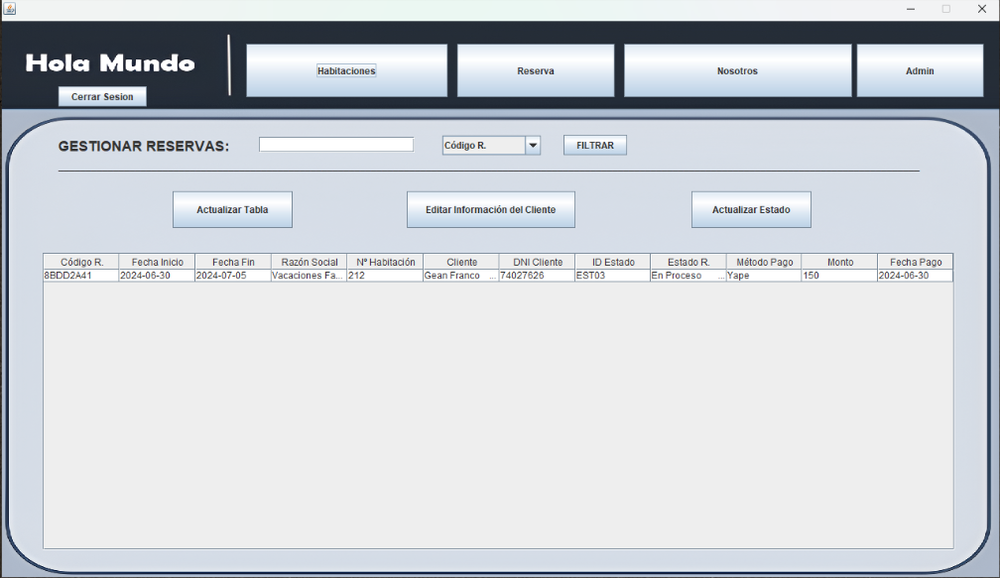 Hola Mundo
Cerrar Sesion
Habitaciones
Reserva
Nosotros
Admin
GESTIONAR RESERVAS:
Código R.
FILTRAR
Actualizar Tabla
Editar Información del Cliente
Actualizar Estado
Código R. Fecha Inicio Fecha Fin Razón Social Nº Habitación Cliente DNI Cliente ID Estado Estado R. Método Pago Monto Fecha Pago
8BDD2A41 2024-06-30 2024-07-05 Vacaciones Fa... 212 Gean Franco ... 74027626 EST03 En Proceso ... Yape 150 2024-06-30